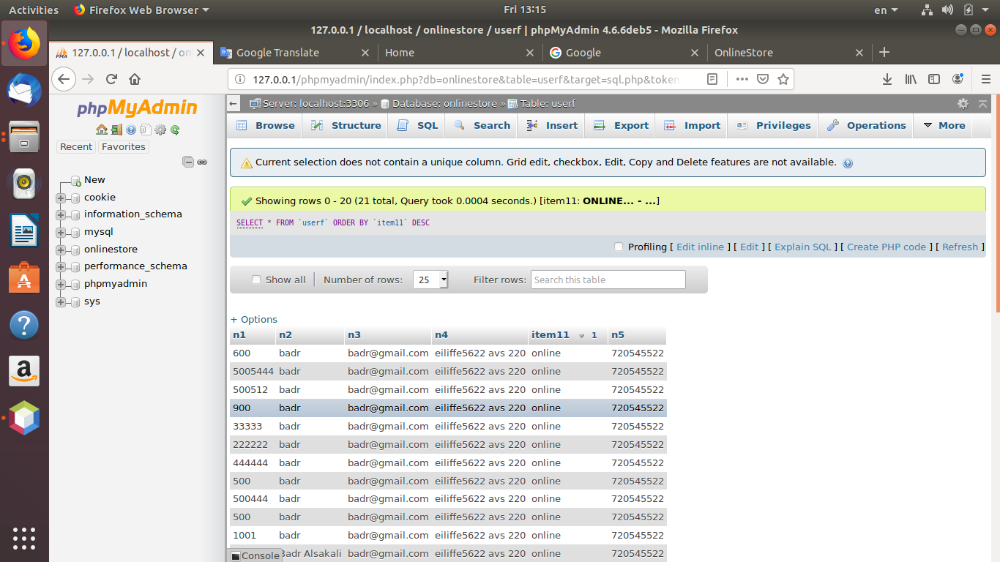 Activities Firefox Web Browser Fri 13:15 en
127.0.0.1 / localhost / onlinestore / userf | phpMyAdmin 4.6.6deb5 - Mozilla Firefox
127.0.0.1 / localhost / on Google Translate Home Google OnlineStore
127.0.0.1/phpmyadmin/index.php?db=onlinestore&table=userf&target=sql.php&token
phpMyAdmin
Recent Favorites
New
cookie
information_schema
mysql
onlinestore
performance_schema
phpmyadmin
sys
Server: localhost:3306 » Database: onlinestore » Table: userf
Browse Structure SQL Search Insert Export Import Privileges Operations More
Current selection does not contain a unique column. Grid edit, checkbox, Edit, Copy and Delete features are not available.
Showing rows 0 - 20 (21 total, Query took 0.0004 seconds.) [item11: ONLINE... - ...]
SELECT * FROM `userf` ORDER BY `item11` DESC
Profiling [ Edit inline ] [ Edit ] [ Explain SQL ] [ Create PHP code ] [ Refresh ]
Show all Number of rows: 25 Filter rows: Search this table
+ Options
n1 n2 n3 n4 item11 1 n5
600 badr badr@gmail.com eiliffe5622 avs 220 online 720545522
5005444 badr badr@gmail.com eiliffe5622 avs 220 online 720545522
500512 badr badr@gmail.com eiliffe5622 avs 220 online 720545522
900 badr badr@gmail.com eiliffe5622 avs 220 online 720545522
33333 badr badr@gmail.com eiliffe5622 avs 220 online 720545522
222222 badr badr@gmail.com eiliffe5622 avs 220 online 720545522
444444 badr badr@gmail.com eiliffe5622 avs 220 online 720545522
500 badr badr@gmail.com eiliffe5622 avs 220 online 720545522
500444 badr badr@gmail.com eiliffe5622 avs 220 online 720545522
500 badr badr@gmail.com eiliffe5622 avs 220 online 720545522
1001 badr badr@gmail.com eiliffe5622 avs 220 online 720545522
Badr Alsakali badr@gmail.com eiliffe5622 avs 220 online 720545522
Console